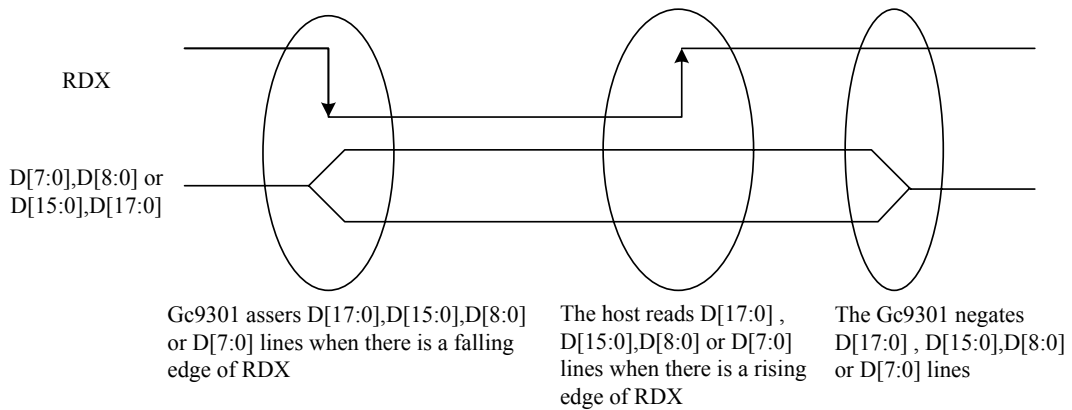 RDX
D[7:0],D[8:0] or
D[15:0],D[17:0]
Gc9301 assers D[17:0],D[15:0],D[8:0]
or D[7:0] lines when there is a falling
edge of RDX
The host reads D[17:0] ,
D[15:0],D[8:0] or D[7:0]
lines when there is a rising
edge of RDX
The Gc9301 negates
D[17:0] , D[15:0],D[8:0]
or D[7:0] lines